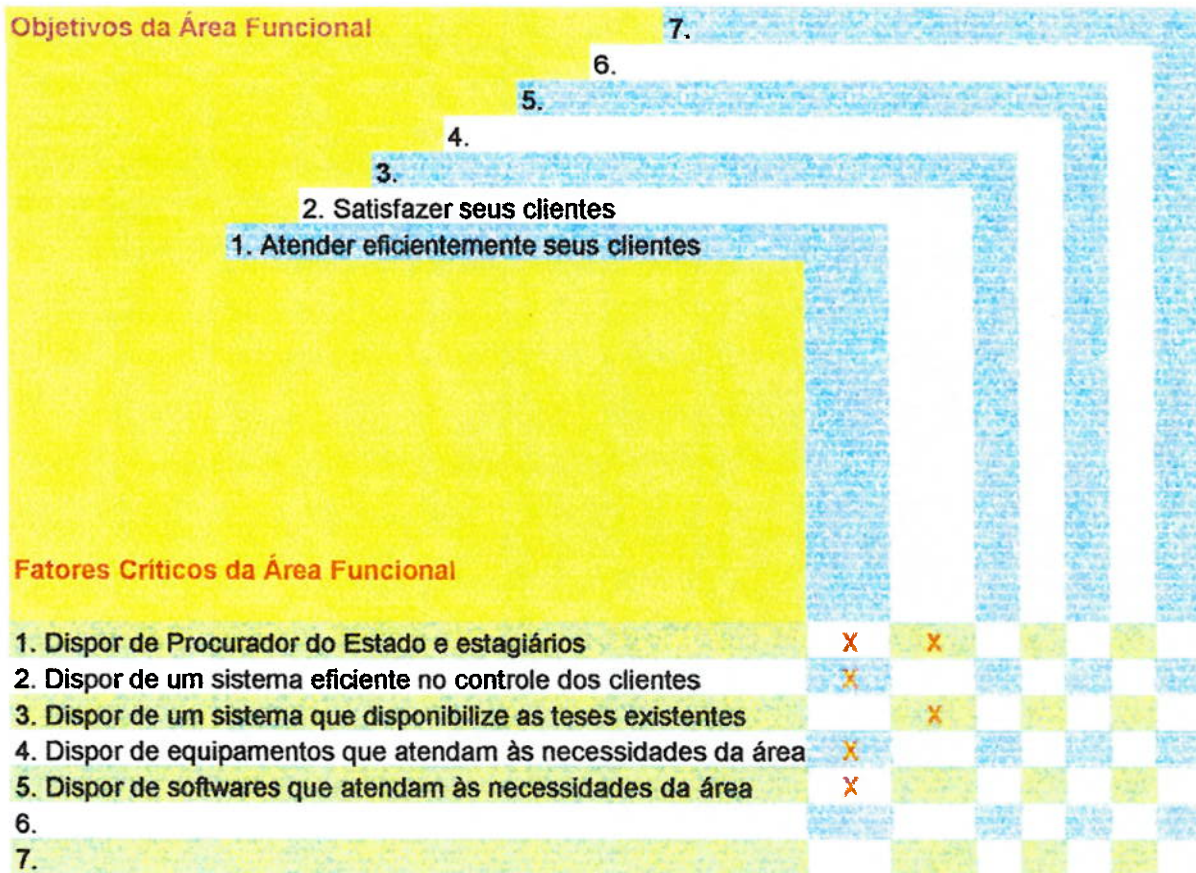 Objetivos da Área Funcional
7.
6.
5.
4.
3.
2. Satisfazer seus clientes
1. Atender eficientemente seus clientes
Fatores Críticos da Área Funcional
1. Dispor de Procurador do Estado e estagiários X X
2. Dispor de um sistema eficiente no controle dos clientes X
3. Dispor de um sistema que disponibilize as teses existentes X
4. Dispor de equipamentos que atendam às necessidades da área X
5. Dispor de softwares que atendam às necessidades da área X
6.
7.